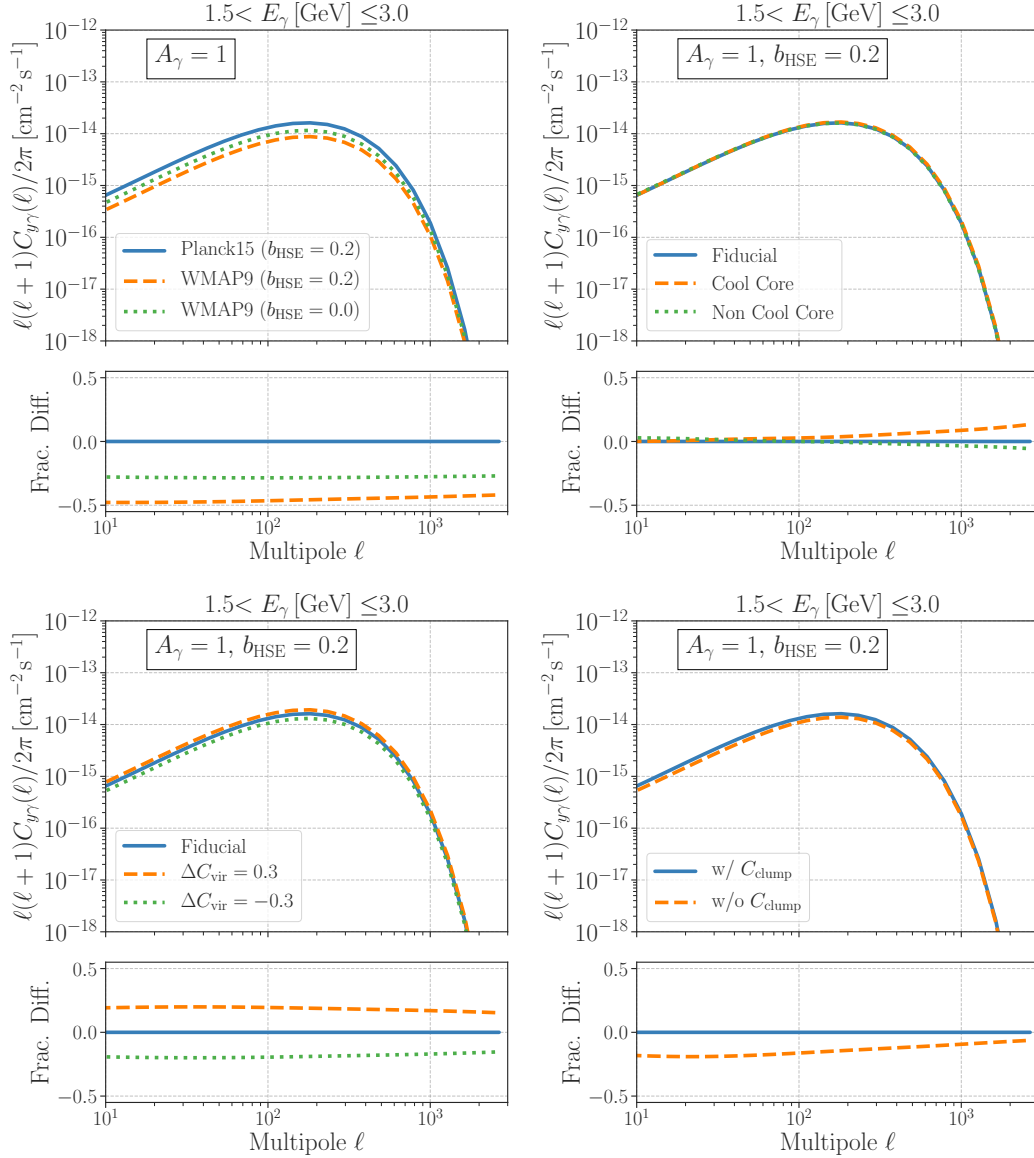 1.5< E_γ [GeV] ≤3.0
A_γ = 1
ℓ(ℓ + 1)C_{yγ}(ℓ)/2π [cm^{−2} s^{−1}]
10^{−12}
10^{−13}
10^{−14}
10^{−15}
10^{−16}
10^{−17}
10^{−18}
Planck15 (b_HSE = 0.2)
WMAP9 (b_HSE = 0.2)
WMAP9 (b_HSE = 0.0)
Frac. Diff.
0.5
0.0
−0.5
10^1
10^2
10^3
Multipole ℓ
1.5< E_γ [GeV] ≤3.0
A_γ = 1, b_HSE = 0.2
ℓ(ℓ + 1)C_{yγ}(ℓ)/2π [cm^{−2} s^{−1}]
10^{−12}
10^{−13}
10^{−14}
10^{−15}
10^{−16}
10^{−17}
10^{−18}
Fiducial
Cool Core
Non Cool Core
Frac. Diff.
0.5
0.0
−0.5
10^1
10^2
10^3
Multipole ℓ
1.5< E_γ [GeV] ≤3.0
A_γ = 1, b_HSE = 0.2
ℓ(ℓ + 1)C_{yγ}(ℓ)/2π [cm^{−2} s^{−1}]
10^{−12}
10^{−13}
10^{−14}
10^{−15}
10^{−16}
10^{−17}
10^{−18}
Fiducial
ΔC_vir = 0.3
ΔC_vir = −0.3
Frac. Diff.
0.5
0.0
−0.5
10^1
10^2
10^3
Multipole ℓ
1.5< E_γ [GeV] ≤3.0
A_γ = 1, b_HSE = 0.2
ℓ(ℓ + 1)C_{yγ}(ℓ)/2π [cm^{−2} s^{−1}]
10^{−12}
10^{−13}
10^{−14}
10^{−15}
10^{−16}
10^{−17}
10^{−18}
w/ C_clump
w/o C_clump
Frac. Diff.
0.5
0.0
−0.5
10^1
10^2
10^3
Multipole ℓ